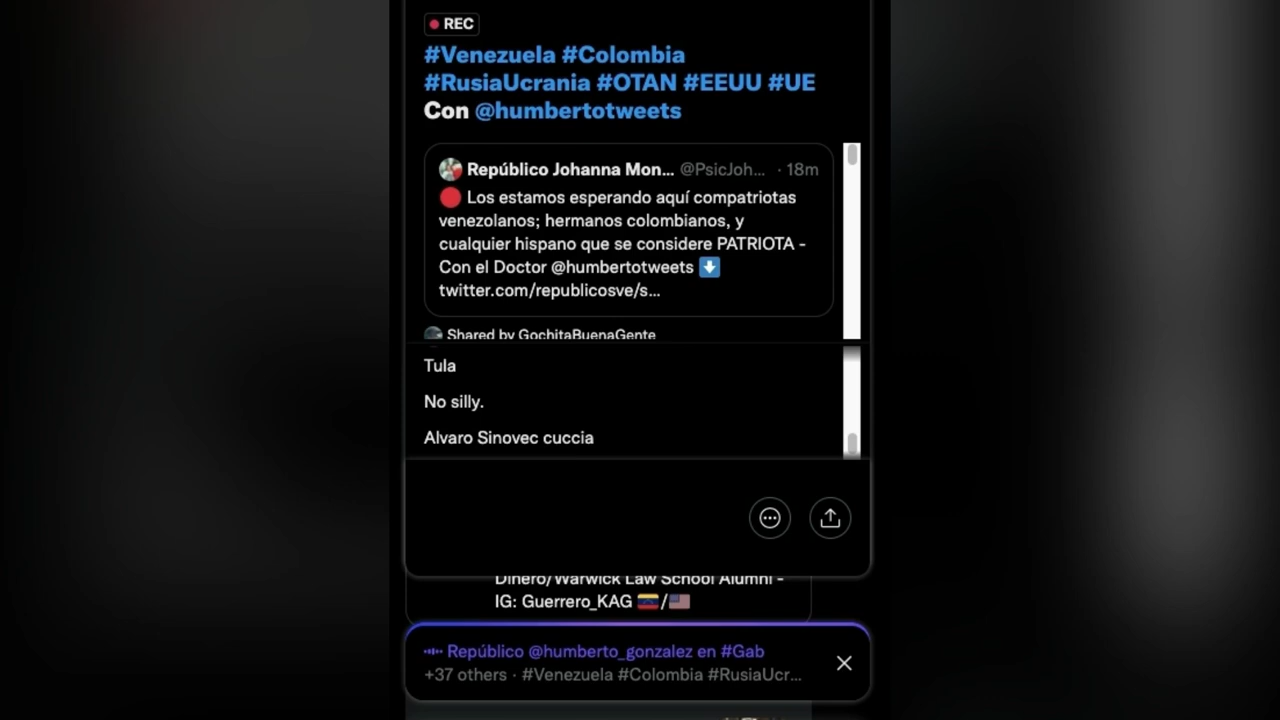 REC
#Venezuela #Colombia
#RusiaUcrania #OTAN #EEUU #UE
Con @humbertotweets
Repúblico Johanna Mon... @PsicJoh... · 18m
Los estamos esperando aquí compatriotas
venezolanos; hermanos colombianos, y
cualquier hispano que se considere PATRIOTA -
Con el Doctor @humbertotweets
twitter.com/republicosve/s...
Shared by GochitaBuenaGente
Tula
No silly.
Alvaro Sinovec cuccia
Dinero/Warwick Law School Alumni -
IG: Guerrero_KAG /
Repúblico @humberto_gonzalez en #Gab
+37 others · #Venezuela #Colombia #RusiaUcr...